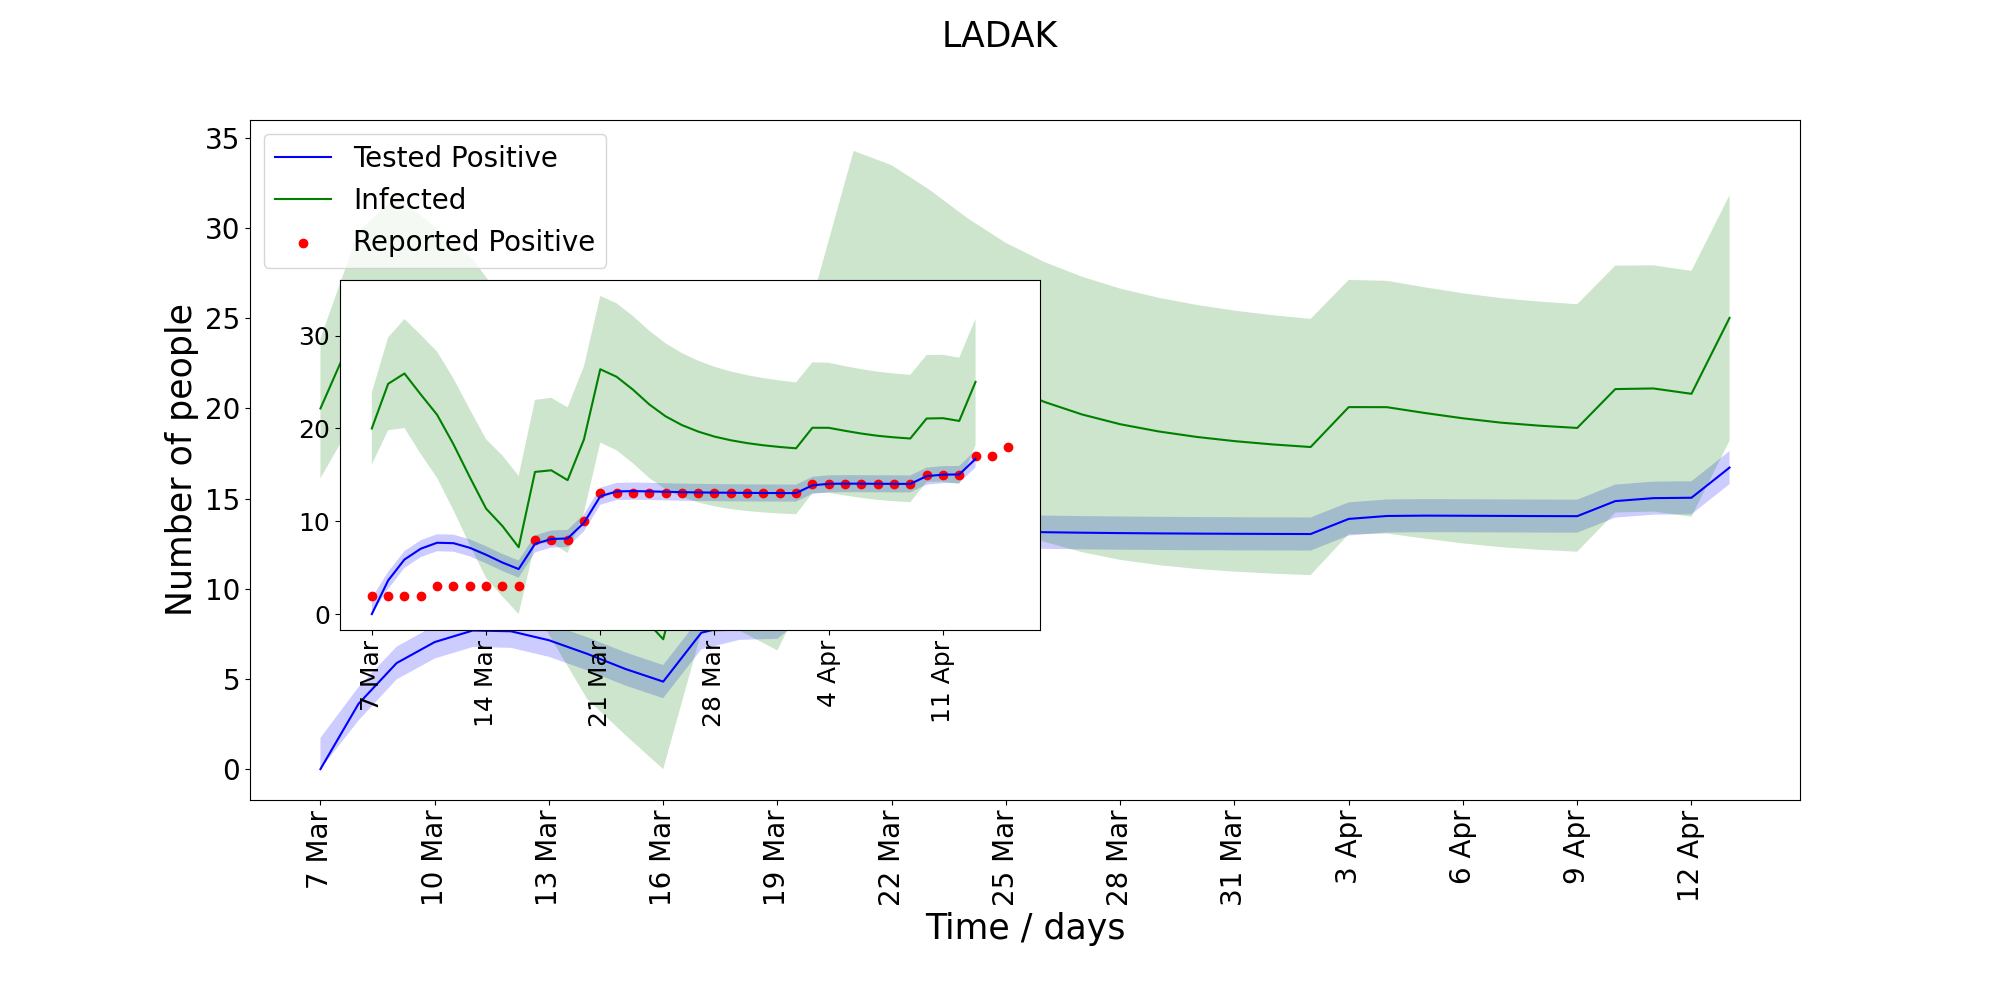 LADAK
Number of people
35
30
25
20
15
10
5
0
Tested Positive
Infected
Reported Positive
30
20
10
0
7 Mar
14 Mar
21 Mar
28 Mar
4 Apr
11 Apr
7 Mar
10 Mar
13 Mar
16 Mar
19 Mar
22 Mar
25 Mar
28 Mar
31 Mar
3 Apr
6 Apr
9 Apr
12 Apr
Time / days